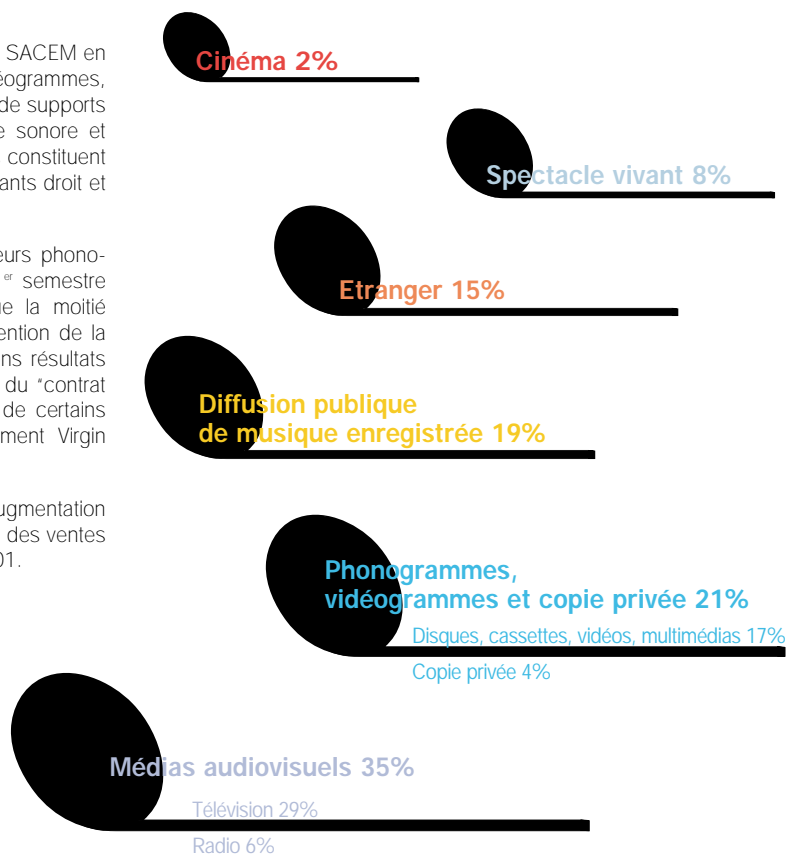 SACEM en
éogrammes,
de supports
e sonore et
constituent
ants droit et
eurs phono-
er semestre
ue la moitié
ention de la
ns résultats
du "contrat
de certains
ment Virgin
ugmentation
des ventes
01.
Cinéma 2%
Spectacle vivant 8%
Etranger 15%
Diffusion publique
de musique enregistrée 19%
Phonogrammes,
vidéogrammes et copie privée 21%
Disques, cassettes, vidéos, multimédias 17%
Copie privée 4%
Médias audiovisuels 35%
Télévision 29%
Radio 6%